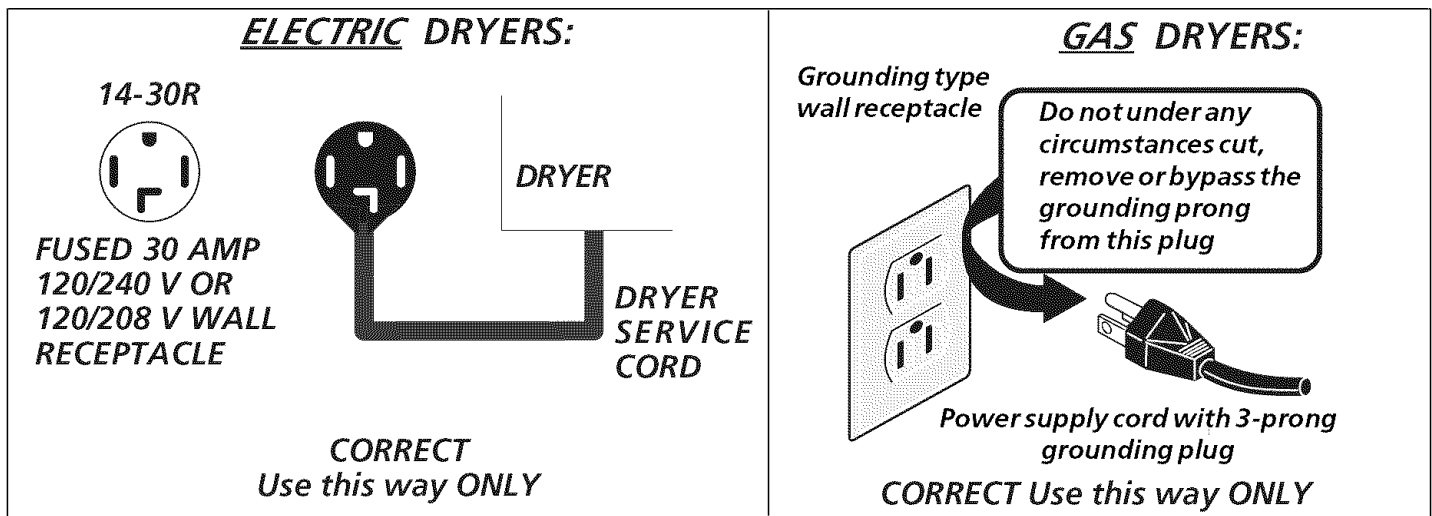 ELECTRIC DRYERS:
14-30R
DRYER
FUSED 30 AMP
120/240 V OR
120/208 V WALL
RECEPTACLE
DRYER
SERVICE
CORD
CORRECT
Use this way ONLY
GAS DRYERS:
Grounding type
wall receptacle
Do not under any
circumstances cut,
remove or bypass the
grounding prong
from this plug
Power supply cord with 3-prong
grounding plug
CORRECT Use this way ONLY